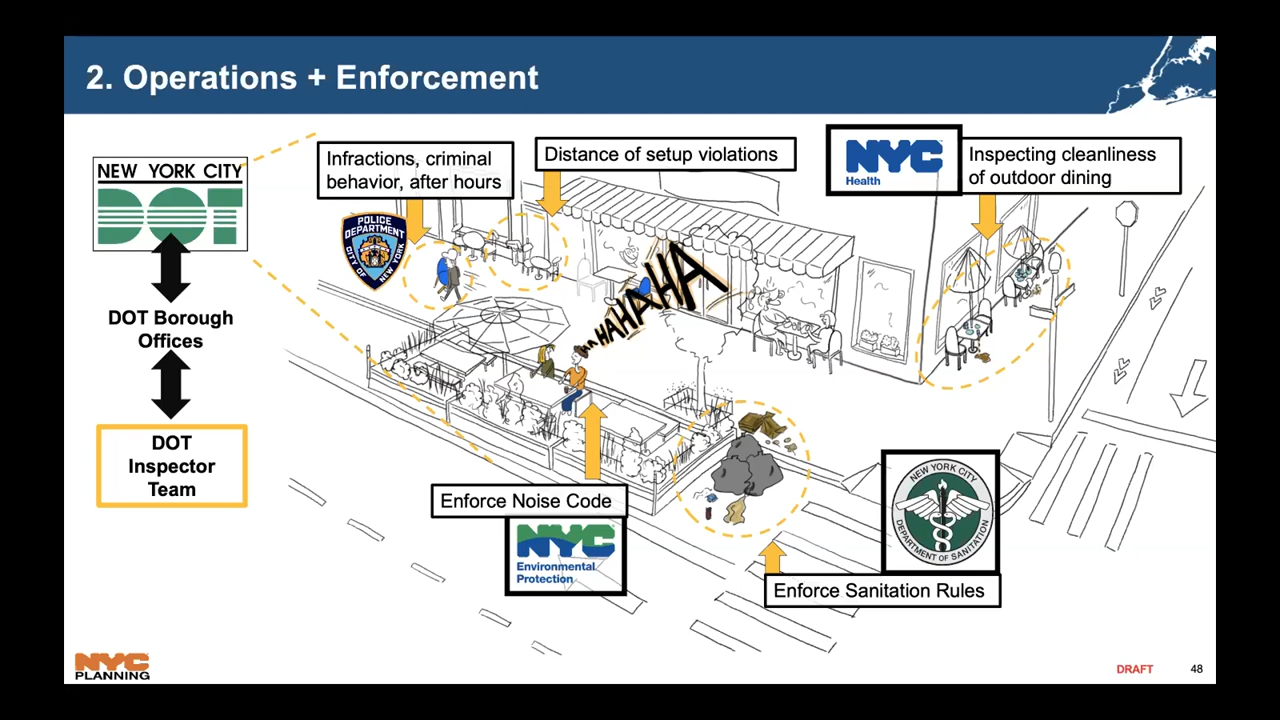 2. Operations + Enforcement
NEW YORK CITY
DOT
DOT Borough
Offices
DOT
Inspector
Team
Infractions, criminal
behavior, after hours
POLICE
DEPARTMENT
CITY OF NEW YORK
Distance of setup violations
NYC
Health
Inspecting cleanliness
of outdoor dining
HAHAHAHA
Enforce Noise Code
NYC
Environmental
Protection
NEW YORK CITY
DEPARTMENT OF SANITATION
Enforce Sanitation Rules
NYC
PLANNING
DRAFT
48